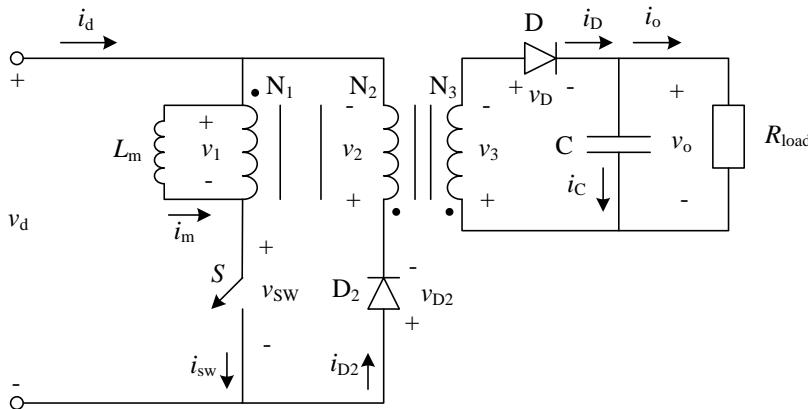 i_d
D
i_D
i_o
+
N_1
N_2
N_3
+
v_D
-
+
-
-
+
L_m
v_1
v_2
v_3
C
v_o
R_load
-
+
+
i_C
-
i_m
v_d
+
S
v_SW
D_2
-
v_D2
+
-
i_sw
i_D2
-